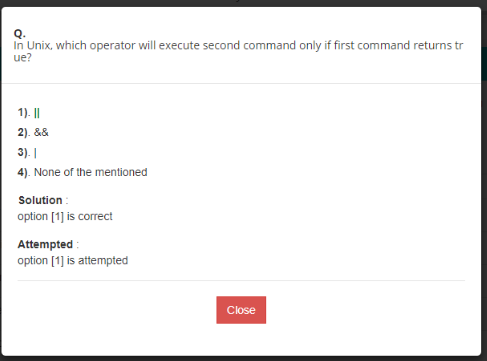 Q.
In Unix, which operator will execute second command only if first command returns tr
ue?
1). ||
2). &&
3). |
4). None of the mentioned
Solution :
option [1] is correct
Attempted :
option [1] is attempted
Close